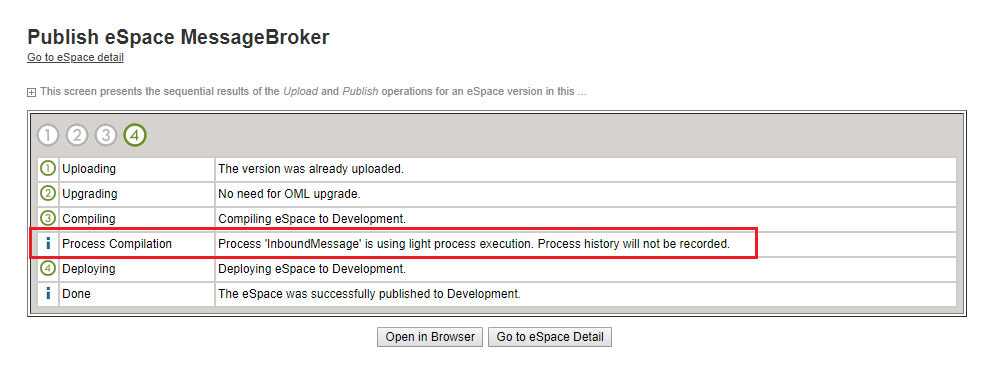 Publish eSpace MessageBroker
Go to eSpace detail
This screen presents the sequential results of the Upload and Publish operations for an eSpace version in this ...
1 2 3 4
1 Uploading The version was already uploaded.
2 Upgrading No need for OML upgrade.
3 Compiling Compiling eSpace to Development.
i Process Compilation Process 'InboundMessage' is using light process execution. Process history will not be recorded.
4 Deploying Deploying eSpace to Development.
i Done The eSpace was successfully published to Development.
Open in Browser Go to eSpace Detail